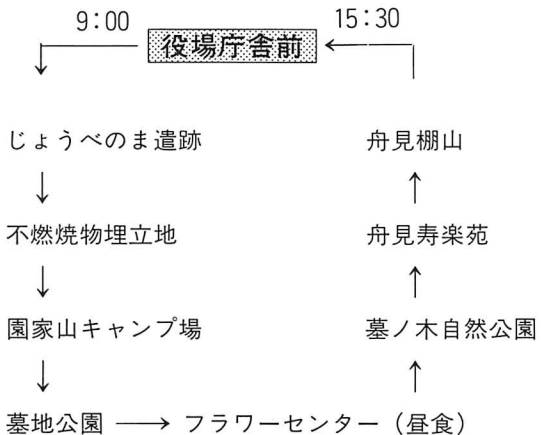 9:00 役場庁舎前 15:30
じょうべのま遺跡 舟見棚山
不燃焼物埋立地 舟見寿楽苑
園家山キャンプ場 墓ノ木自然公園
墓地公園 → フラワーセンター（昼食）